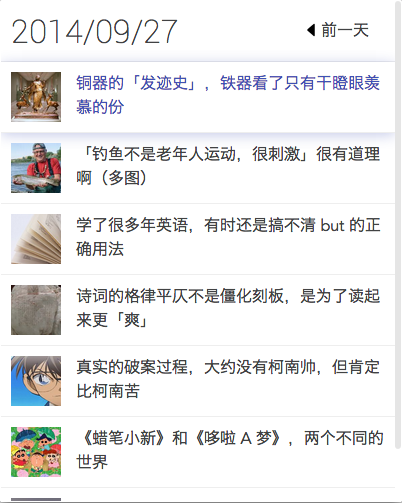 2014/09/27
前一天
铜器的「发迹史」，铁器看了只有干瞪眼羡
慕的份
「钓鱼不是老年人运动，很刺激」很有道理
啊（多图）
学了很多年英语，有时还是搞不清 but 的正
确用法
诗词的格律平仄不是僵化刻板，是为了读起
来更「爽」
真实的破案过程，大约没有柯南帅，但肯定
比柯南苦
《蜡笔小新》和《哆啦 A 梦》，两个不同的
世界